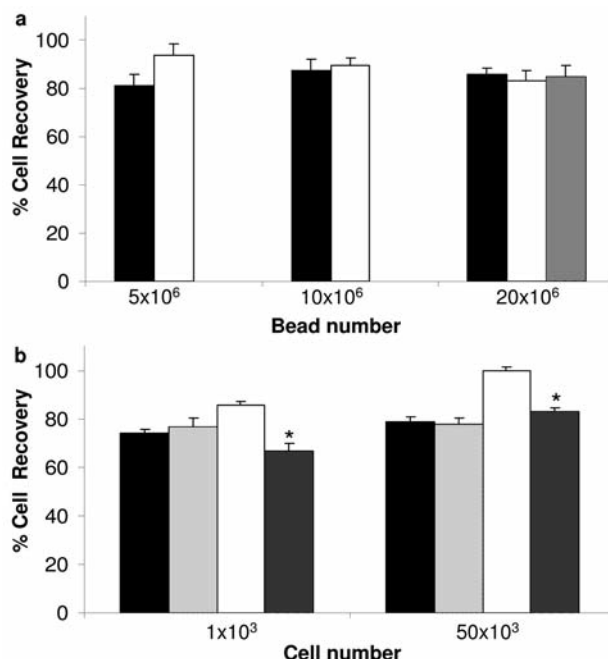 a
100
80
60
40
20
0
% Cell Recovery
5x10⁶ 10x10⁶ 20x10⁶
Bead number
b
100
80
60
40
20
0
% Cell Recovery
* *
1x10³ 50x10³
Cell number